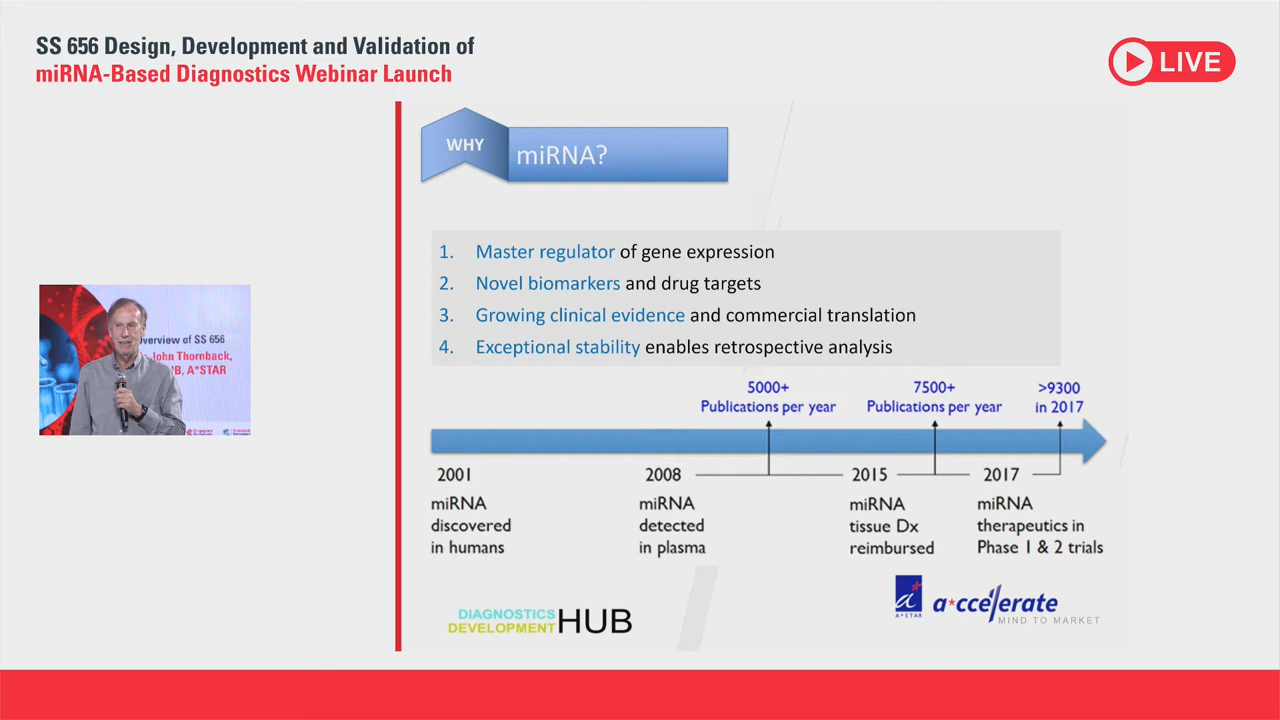 SS 656 Design, Development and Validation of
miRNA-Based Diagnostics Webinar Launch
LIVE
WHY
miRNA?
1. Master regulator of gene expression
2. Novel biomarkers and drug targets
3. Growing clinical evidence and commercial translation
4. Exceptional stability enables retrospective analysis
5000+
Publications per year
7500+
Publications per year
>9300
in 2017
2001
miRNA
discovered
in humans
2008
miRNA
detected
in plasma
2015
miRNA
tissue Dx
reimbursed
2017
miRNA
therapeutics in
Phase 1 & 2 trials
overview of SS 656
John Thornback,
A*STAR
DIAGNOSTICS
DEVELOPMENT HUB
A*STAR
a*ccelerate
MIND TO MARKET